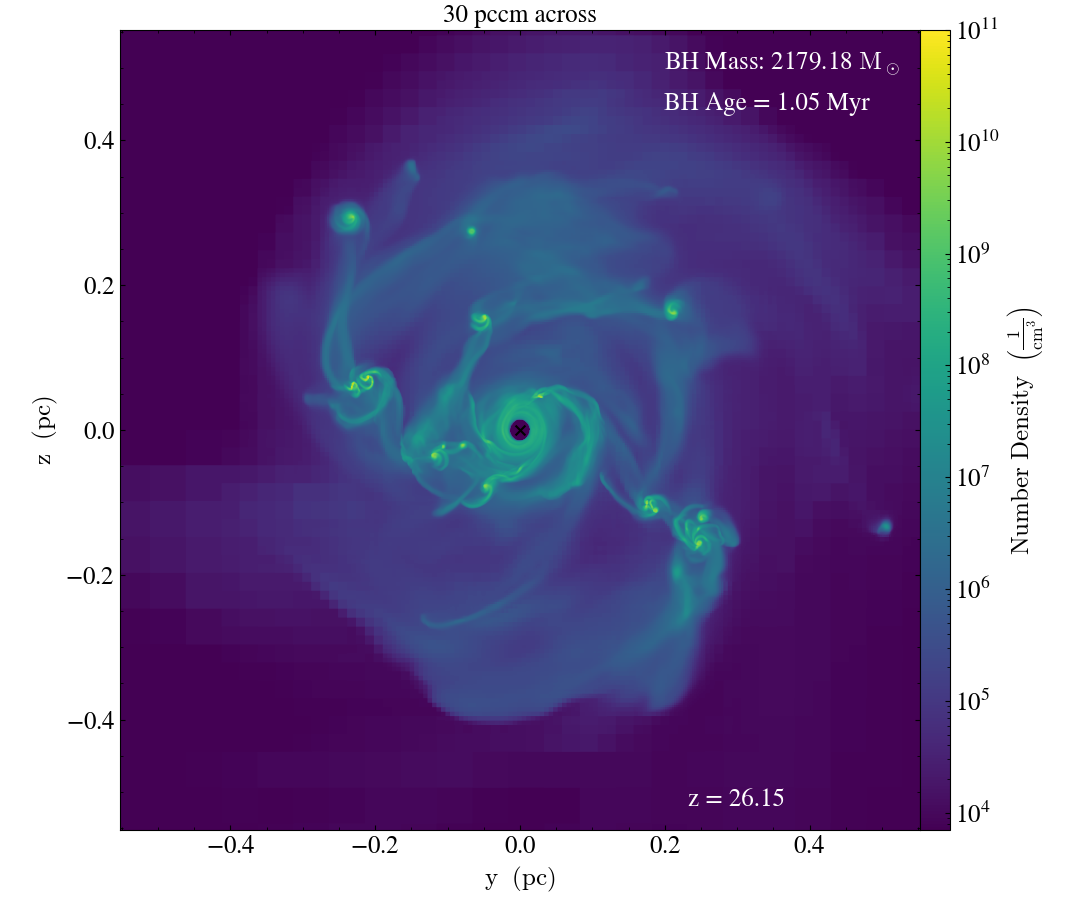 30 pccm across
BH Mass: 2179.18 M⊙
BH Age = 1.05 Myr
z = 26.15
0.4
0.2
0.0
−0.2
−0.4
z (pc)
−0.4
−0.2
0.0
0.2
0.4
y (pc)
10^11
10^10
10^9
10^8
10^7
10^6
10^5
10^4
Number Density (1/cm^3)